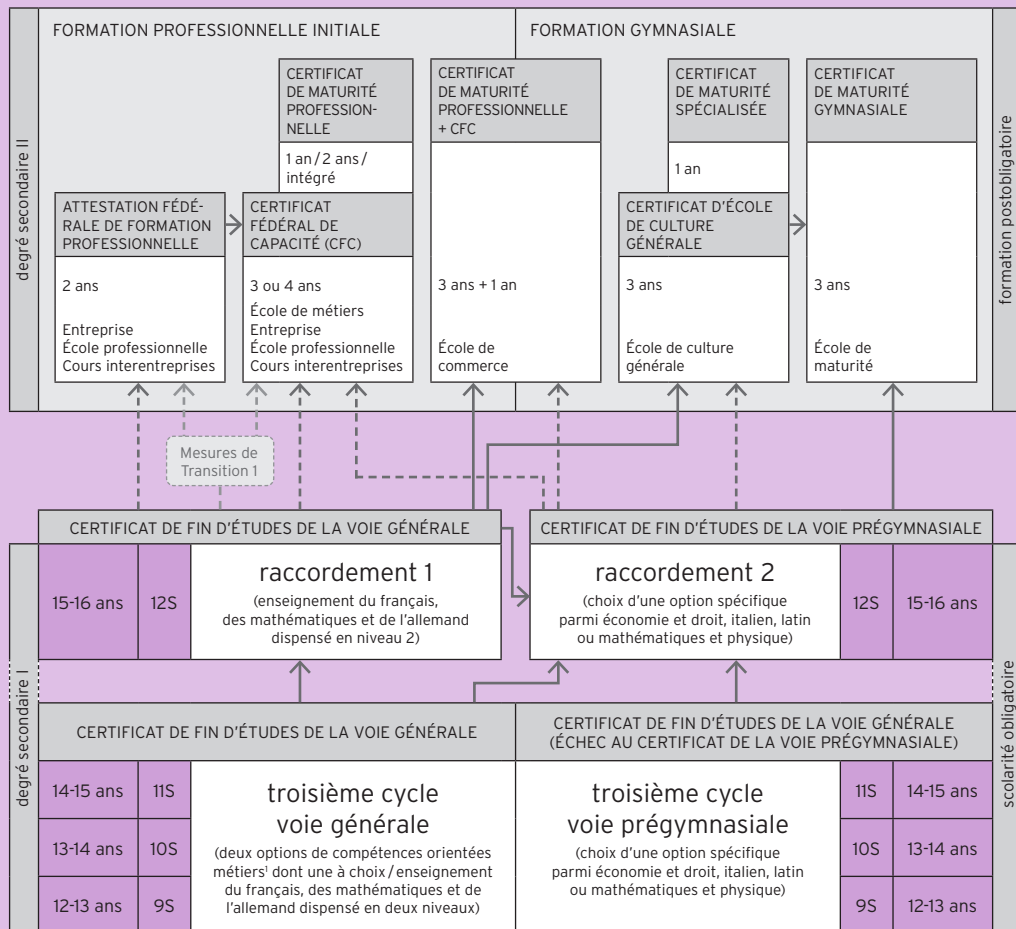 FORMATION PROFESSIONNELLE INITIALE
FORMATION GYMNASIALE
degré secondaire II
formation postobligatoire
CERTIFICAT
DE MATURITÉ
PROFESSION-
NELLE
1 an / 2 ans /
intégré
CERTIFICAT
DE MATURITÉ
PROFESSIONNELLE
+ CFC
CERTIFICAT
DE MATURITÉ
SPÉCIALISÉE
1 an
CERTIFICAT
DE MATURITÉ
GYMNASIALE
ATTESTATION FÉDÉ-
RALE DE FORMATION
PROFESSIONNELLE
2 ans
Entreprise
École professionnelle
Cours interentreprises
CERTIFICAT
FÉDÉRAL DE
CAPACITÉ (CFC)
3 ou 4 ans
École de métiers
Entreprise
École professionnelle
Cours interentreprises
3 ans + 1 an
École de
commerce
CERTIFICAT D'ÉCOLE
DE CULTURE
GÉNÉRALE
3 ans
École de culture
générale
3 ans
École de
maturité
Mesures de
Transition 1
CERTIFICAT DE FIN D'ÉTUDES DE LA VOIE GÉNÉRALE
CERTIFICAT DE FIN D'ÉTUDES DE LA VOIE PRÉGYMNASIALE
degré secondaire I
scolarité obligatoire
15-16 ans
12S
raccordement 1
(enseignement du français,
des mathématiques et de l'allemand
dispensé en niveau 2)
raccordement 2
(choix d'une option spécifique
parmi économie et droit, italien, latin
ou mathématiques et physique)
12S
15-16 ans
CERTIFICAT DE FIN D'ÉTUDES DE LA VOIE GÉNÉRALE
CERTIFICAT DE FIN D'ÉTUDES DE LA VOIE GÉNÉRALE
(ÉCHEC AU CERTIFICAT DE LA VOIE PRÉGYMNASIALE)
14-15 ans
11S
13-14 ans
10S
12-13 ans
9S
troisième cycle
voie générale
(deux options de compétences orientées
métiers¹ dont une à choix / enseignement
du français, des mathématiques et de
l'allemand dispensé en deux niveaux)
troisième cycle
voie prégymnasiale
(choix d'une option spécifique
parmi économie et droit, italien, latin
ou mathématiques et physique)
11S
14-15 ans
10S
13-14 ans
9S
12-13 ans